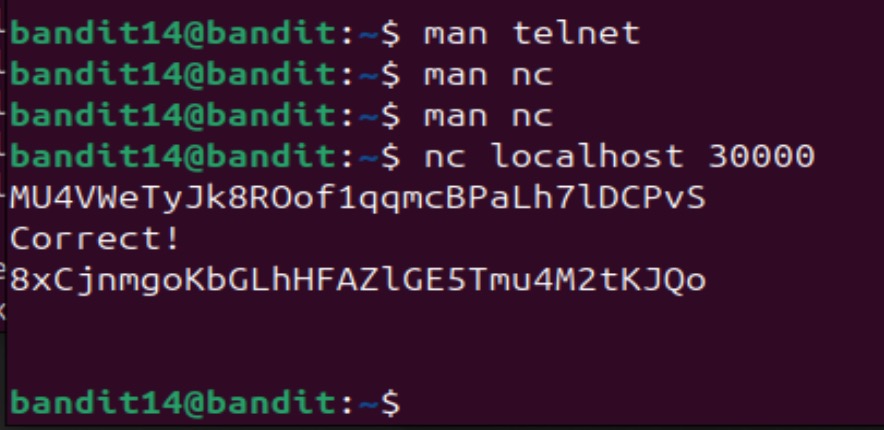 bandit14@bandit:~$ man telnet
bandit14@bandit:~$ man nc
bandit14@bandit:~$ man nc
bandit14@bandit:~$ nc localhost 30000
MU4VWeTyJk8ROof1qqmcBPaLh7lDCPvS
Correct!
8xCjnmgoKbGLhHFAZlGE5Tmu4M2tKJQo
bandit14@bandit:~$